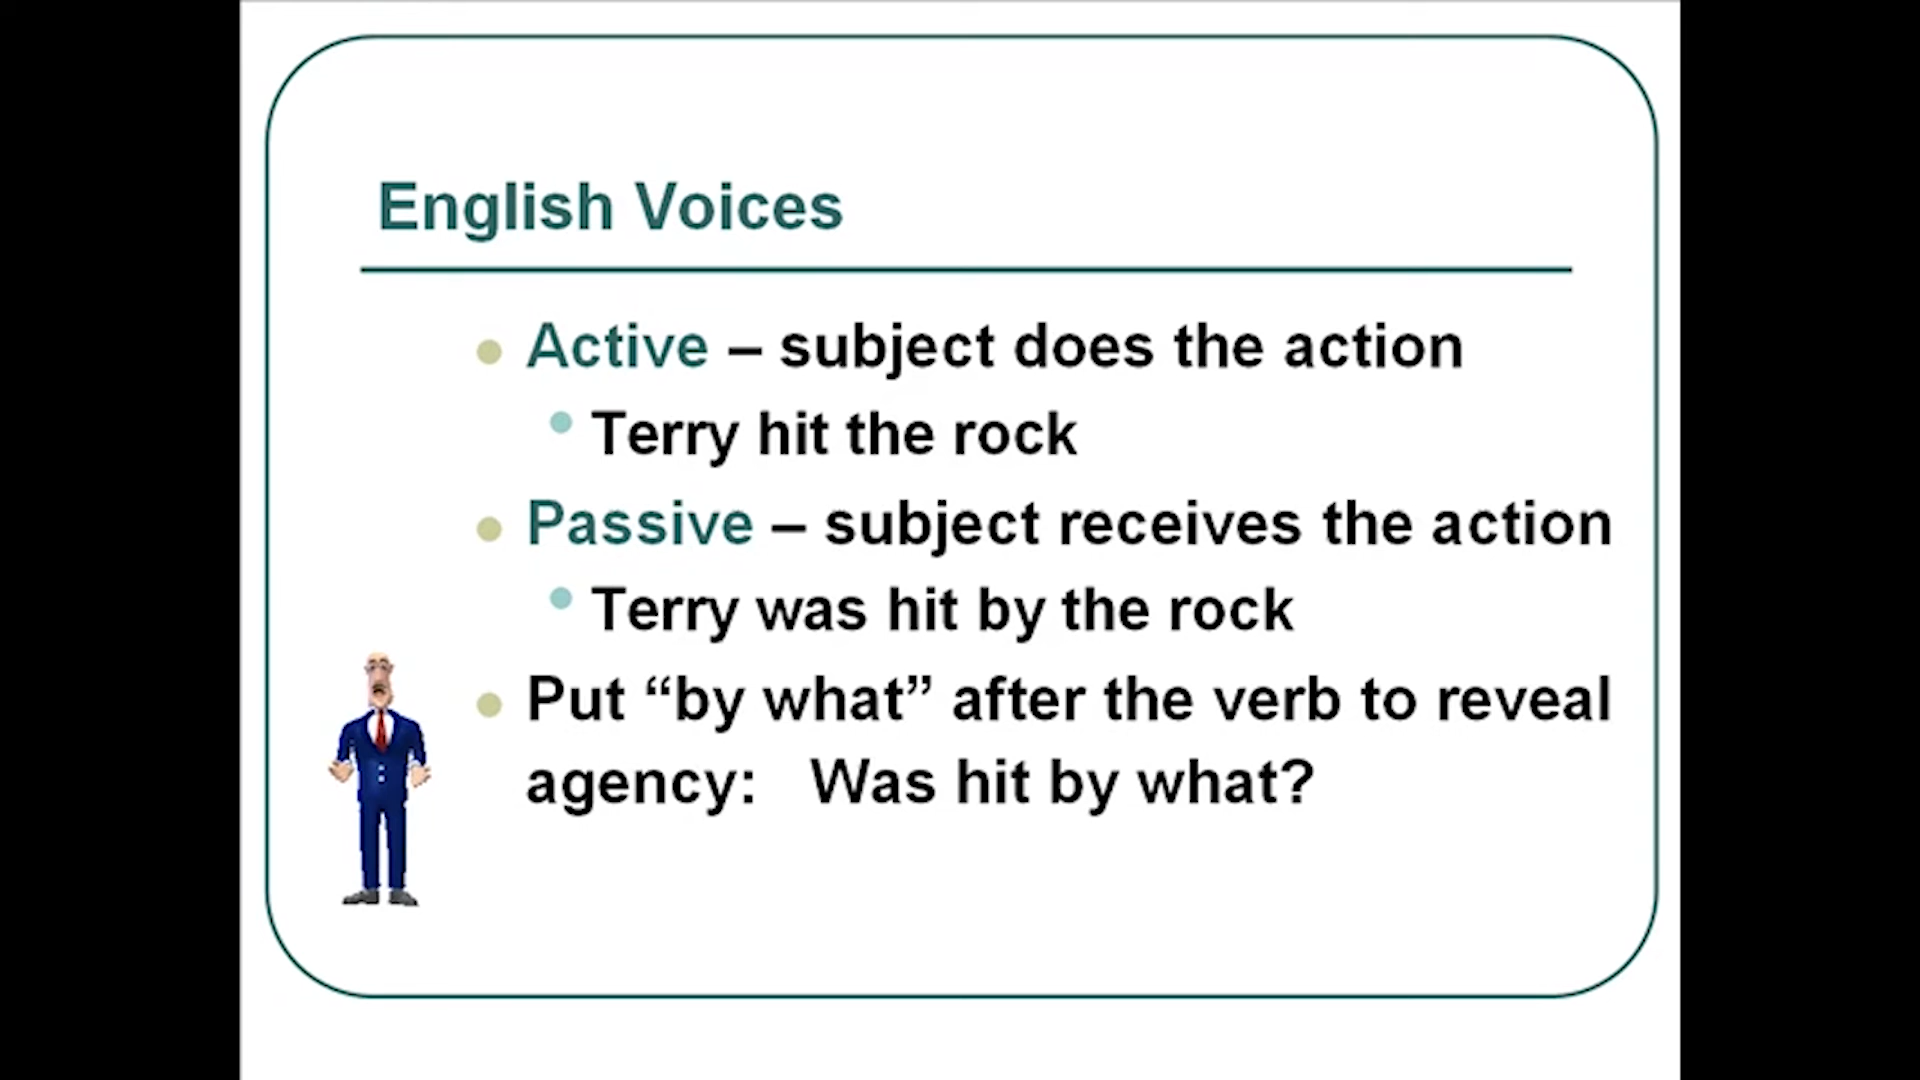 English Voices
Active – subject does the action
Terry hit the rock
Passive – subject receives the action
Terry was hit by the rock
Put “by what” after the verb to reveal
agency: Was hit by what?